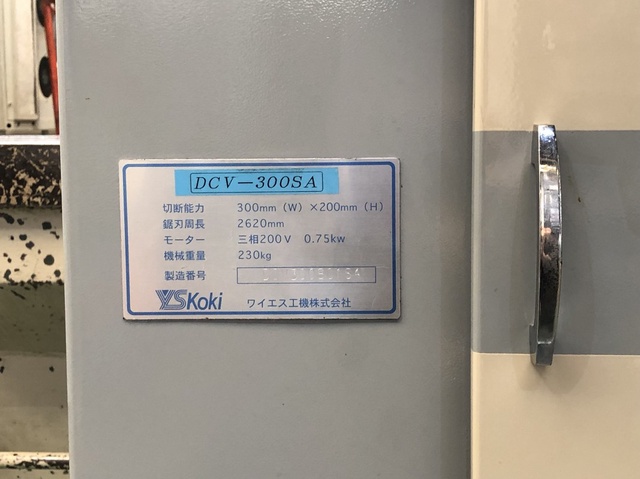 DCV-300SA
切断能力 300mm (W) ×200mm (H)
鋸刃周長 2620mm
モーター 三相200V 0.75kw
機械重量 230kg
製造番号
YS Koki ワイエス工機株式会社